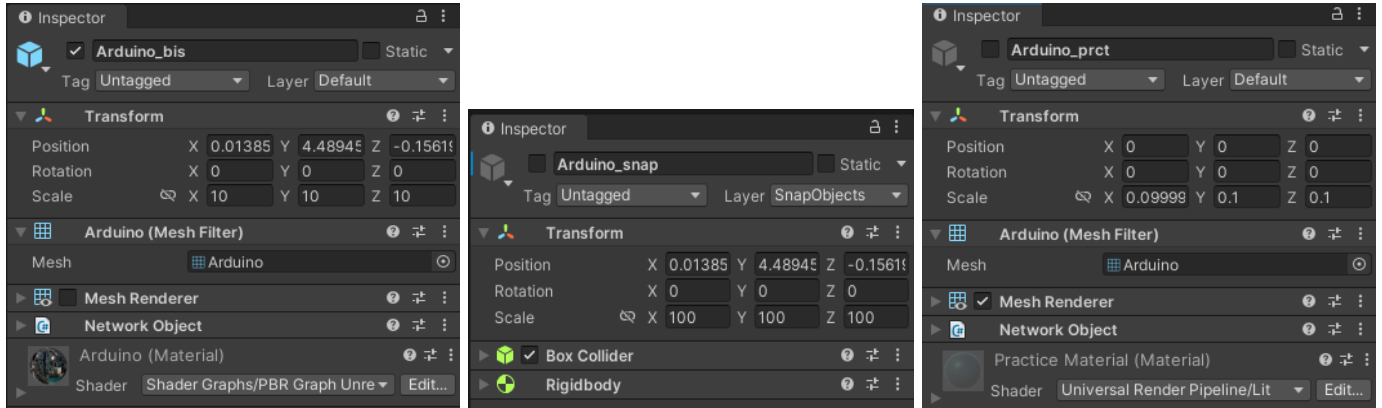 Inspector
Arduino_bis Static
Tag Untagged Layer Default
Transform
Position X 0.01385 Y 4.48945 Z -0.15619
Rotation X 0 Y 0 Z 0
Scale X 10 Y 10 Z 10
Arduino (Mesh Filter)
Mesh Arduino
Mesh Renderer
Network Object
Arduino (Material)
Shader Shader Graphs/PBR Graph Unre Edit...
Inspector
Arduino_snap Static
Tag Untagged Layer SnapObjects
Transform
Position X 0.01385 Y 4.48945 Z -0.15619
Rotation X 0 Y 0 Z 0
Scale X 100 Y 100 Z 100
Box Collider
Rigidbody
Inspector
Arduino_prct Static
Tag Untagged Layer Default
Transform
Position X 0 Y 0 Z 0
Rotation X 0 Y 0 Z 0
Scale X 0.09999 Y 0.1 Z 0.1
Arduino (Mesh Filter)
Mesh Arduino
Mesh Renderer
Network Object
Practice Material (Material)
Shader Universal Render Pipeline/Lit Edit...